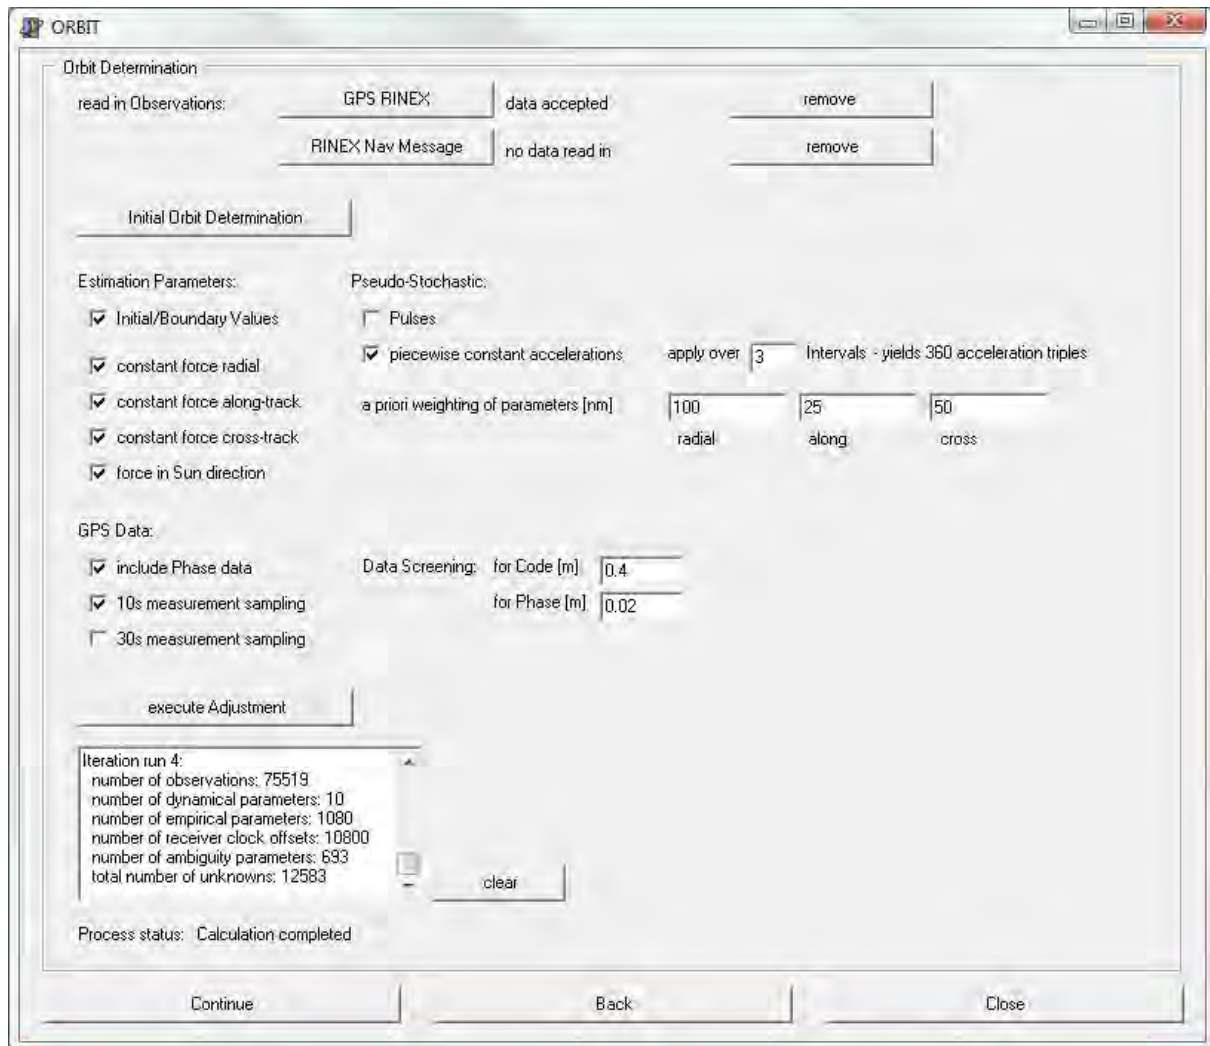 ORBIT
Orbit Determination
read in Observations: GPS RINEX data accepted remove
RINEX Nav Message no data read in remove
Initial Orbit Determination
Estimation Parameters: Pseudo-Stochastic:
Initial/Boundary Values Pulses
constant force radial piecewise constant accelerations apply over 3 Intervals - yields 360 acceleration triples
constant force along-track a priori weighting of parameters [nm] 100 25 50
constant force cross-track radial along cross
force in Sun direction
GPS Data:
include Phase data Data Screening: for Code [m] 0.4
10s measurement sampling for Phase [m] 0.02
30s measurement sampling
execute Adjustment
Iteration run 4:
number of observations: 75519
number of dynamical parameters: 10
number of empirical parameters: 1080
number of receiver clock offsets: 10800
number of ambiguity parameters: 693
total number of unknowns: 12583
clear
Process status: Calculation completed
Continue Back Close